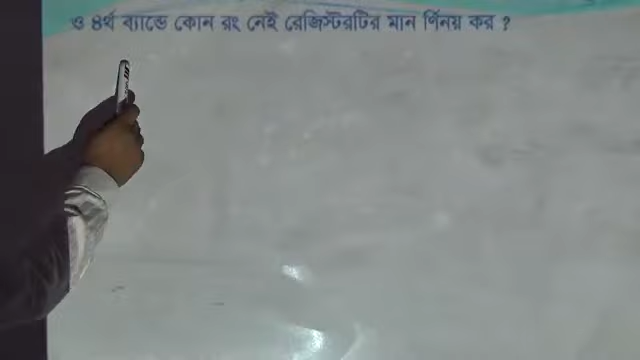 ও ৪র্থ ব্যান্ডে কোন রং নেই রেজিস্টরটির মান র্ণিনয় কর ?